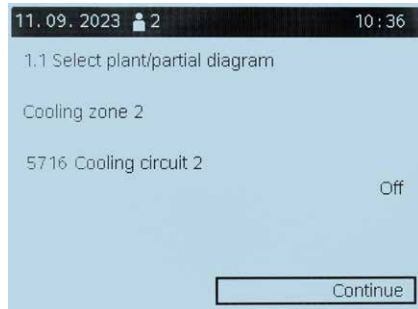 11.09.2023 2 10:36
1.1 Select plant/partial diagram
Cooling zone 2
5716 Cooling circuit 2
Off
Continue